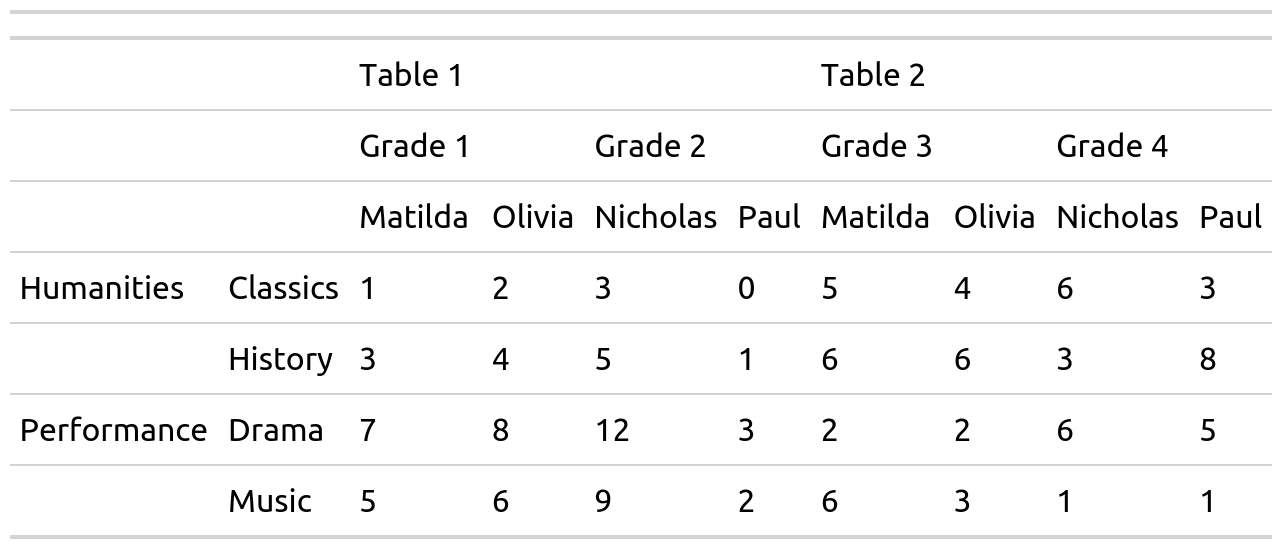 Table 1 Table 2
Grade 1 Grade 2 Grade 3 Grade 4
Matilda Olivia Nicholas Paul Matilda Olivia Nicholas Paul
Humanities Classics 1 2 3 0 5 4 6 3
History 3 4 5 1 6 6 3 8
Performance Drama 7 8 12 3 2 2 6 5
Music 5 6 9 2 6 3 1 1